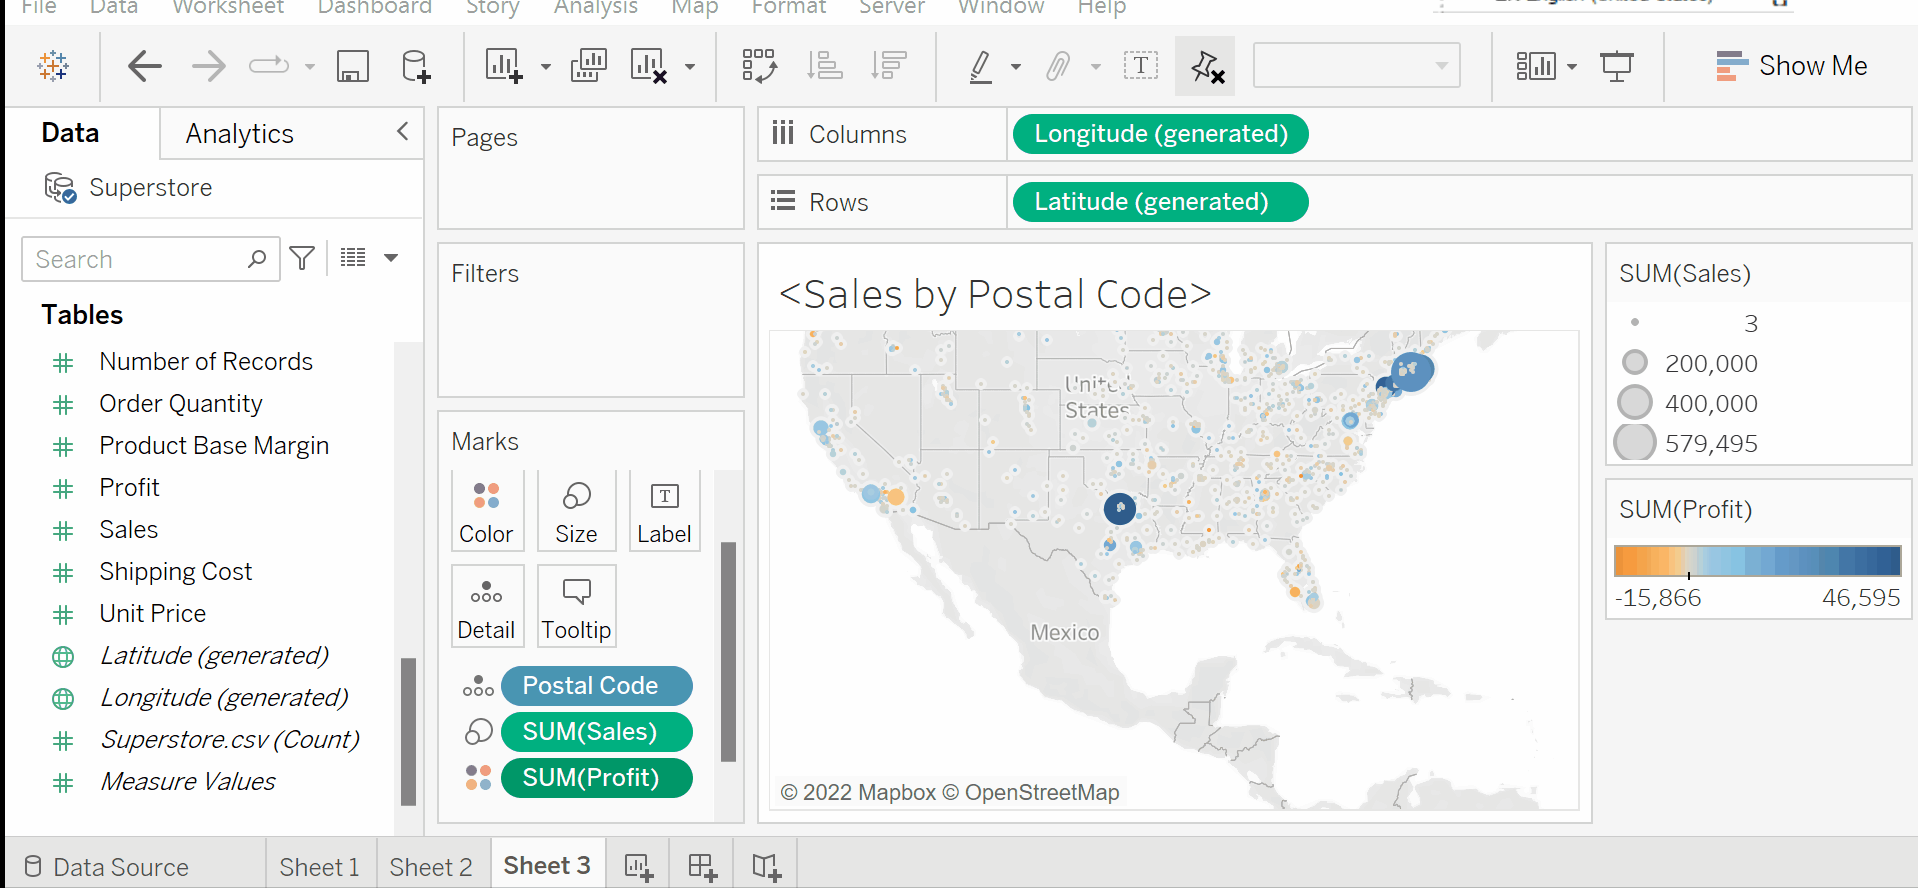 File Data Worksheet Dashboard Story Analysis Map Format Server Window Help
Show Me
Data Analytics
Superstore
Search
Tables
Number of Records
Order Quantity
Product Base Margin
Profit
Sales
Shipping Cost
Unit Price
Latitude (generated)
Longitude (generated)
Superstore.csv (Count)
Measure Values
Pages
Filters
Marks
Color Size Label
Detail Tooltip
Postal Code
SUM(Sales)
SUM(Profit)
Columns Longitude (generated)
Rows Latitude (generated)
<Sales by Postal Code>
United
States
Mexico
© 2022 Mapbox © OpenStreetMap
SUM(Sales)
3
200,000
400,000
579,495
SUM(Profit)
-15,866 46,595
Data Source Sheet 1 Sheet 2 Sheet 3